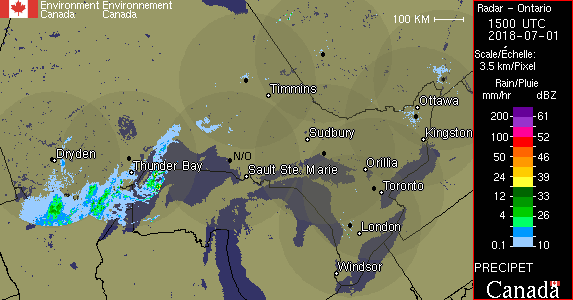 Environment Environnement
Canada Canada
100 KM
Timmins
Ottawa
Sudbury
Kingston
N/O
Dryden
Thunder Bay
Sault Ste. Marie
Orillia
Toronto
London
Windsor
Radar - Ontario
1500 UTC
2018-07-01
Scale/Échelle:
3.5 km/Pixel
Rain/Pluie
mm/hr dBZ
200 61
100 52
50 46
24 39
12 33
4 26
0.1 10
PRECIPET
Canada